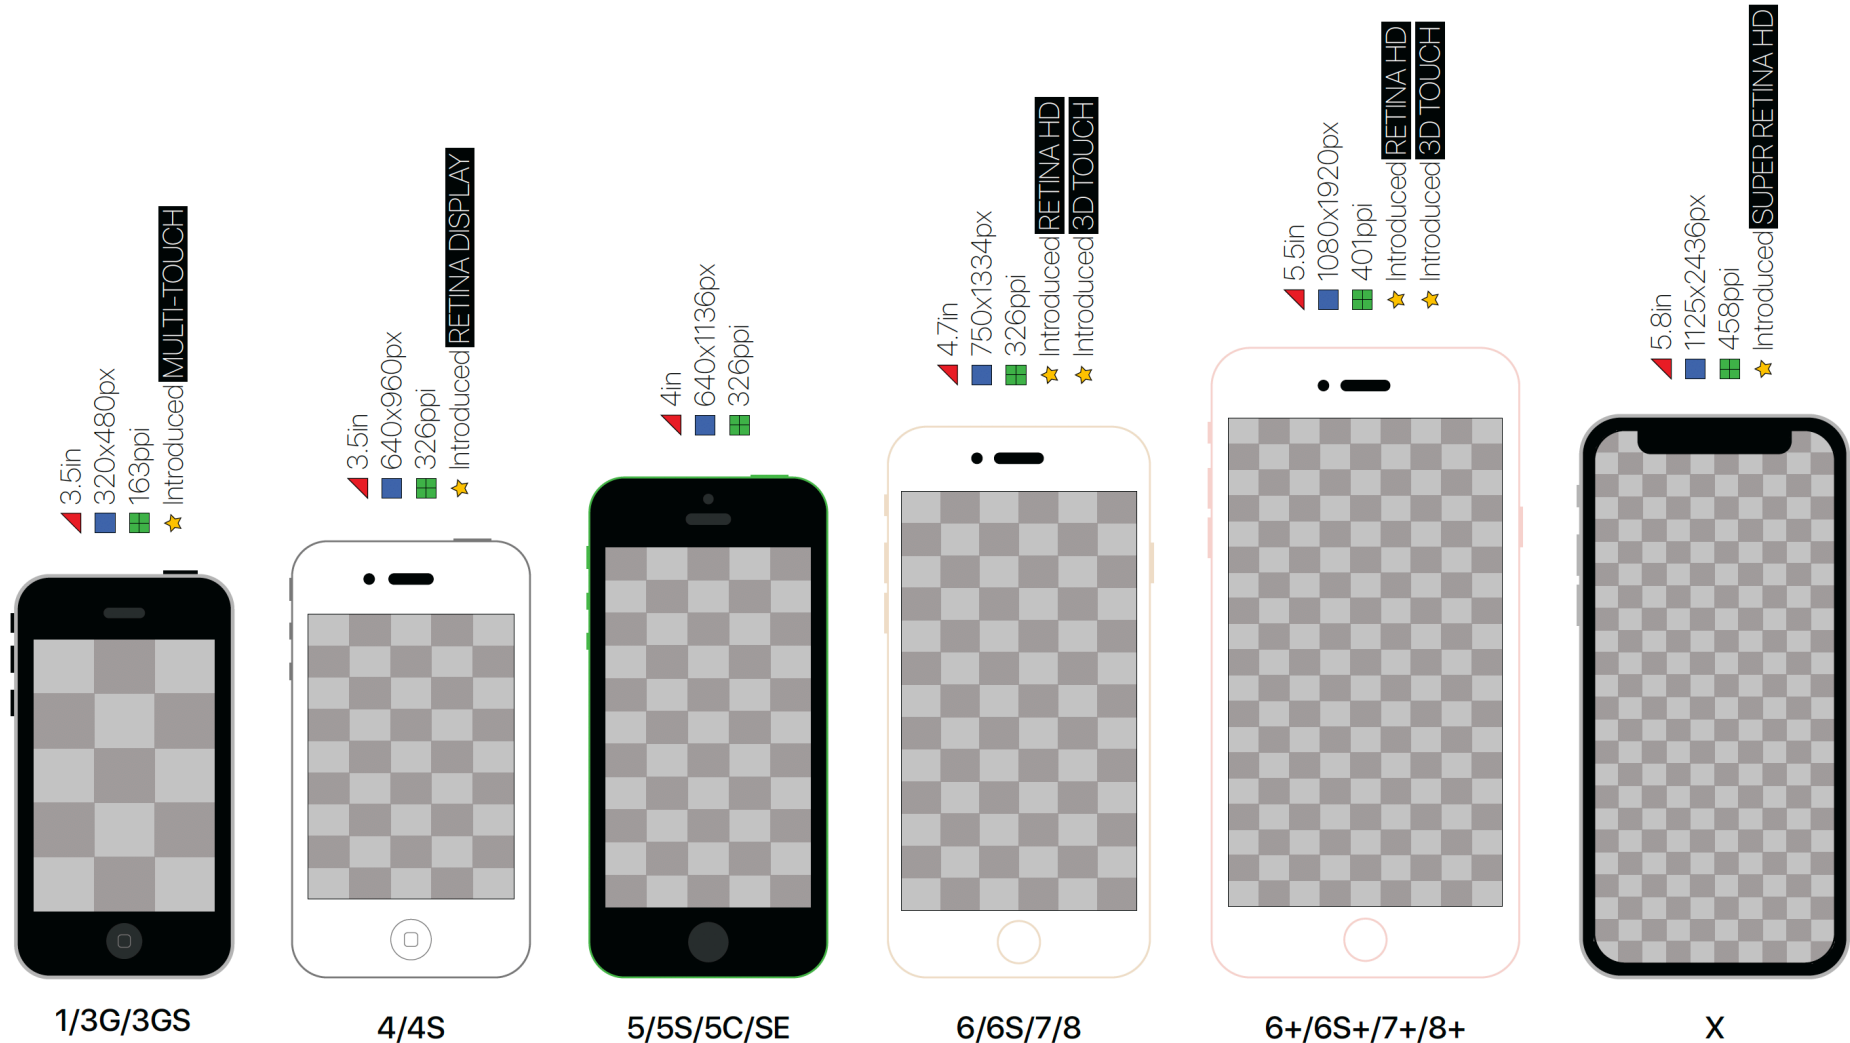 3.5in
320x480px
163ppi
Introduced MULTI-TOUCH
1/3G/3GS
3.5in
640x960px
326ppi
Introduced RETINA DISPLAY
4/4S
4in
640x1136px
326ppi
5/5S/5C/SE
4.7in
750x1334px
326ppi
Introduced RETINA HD
Introduced 3D TOUCH
6/6S/7/8
5.5in
1080x1920px
401ppi
Introduced RETINA HD
Introduced 3D TOUCH
6+/6S+/7+/8+
5.8in
1125x2436px
458ppi
Introduced SUPER RETINA HD
X